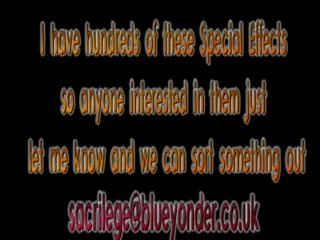 I have hundreds of these Special Effects
so anyone interested in them just
let me know and we can sort something out
sacrilege@blueyonder.co.uk